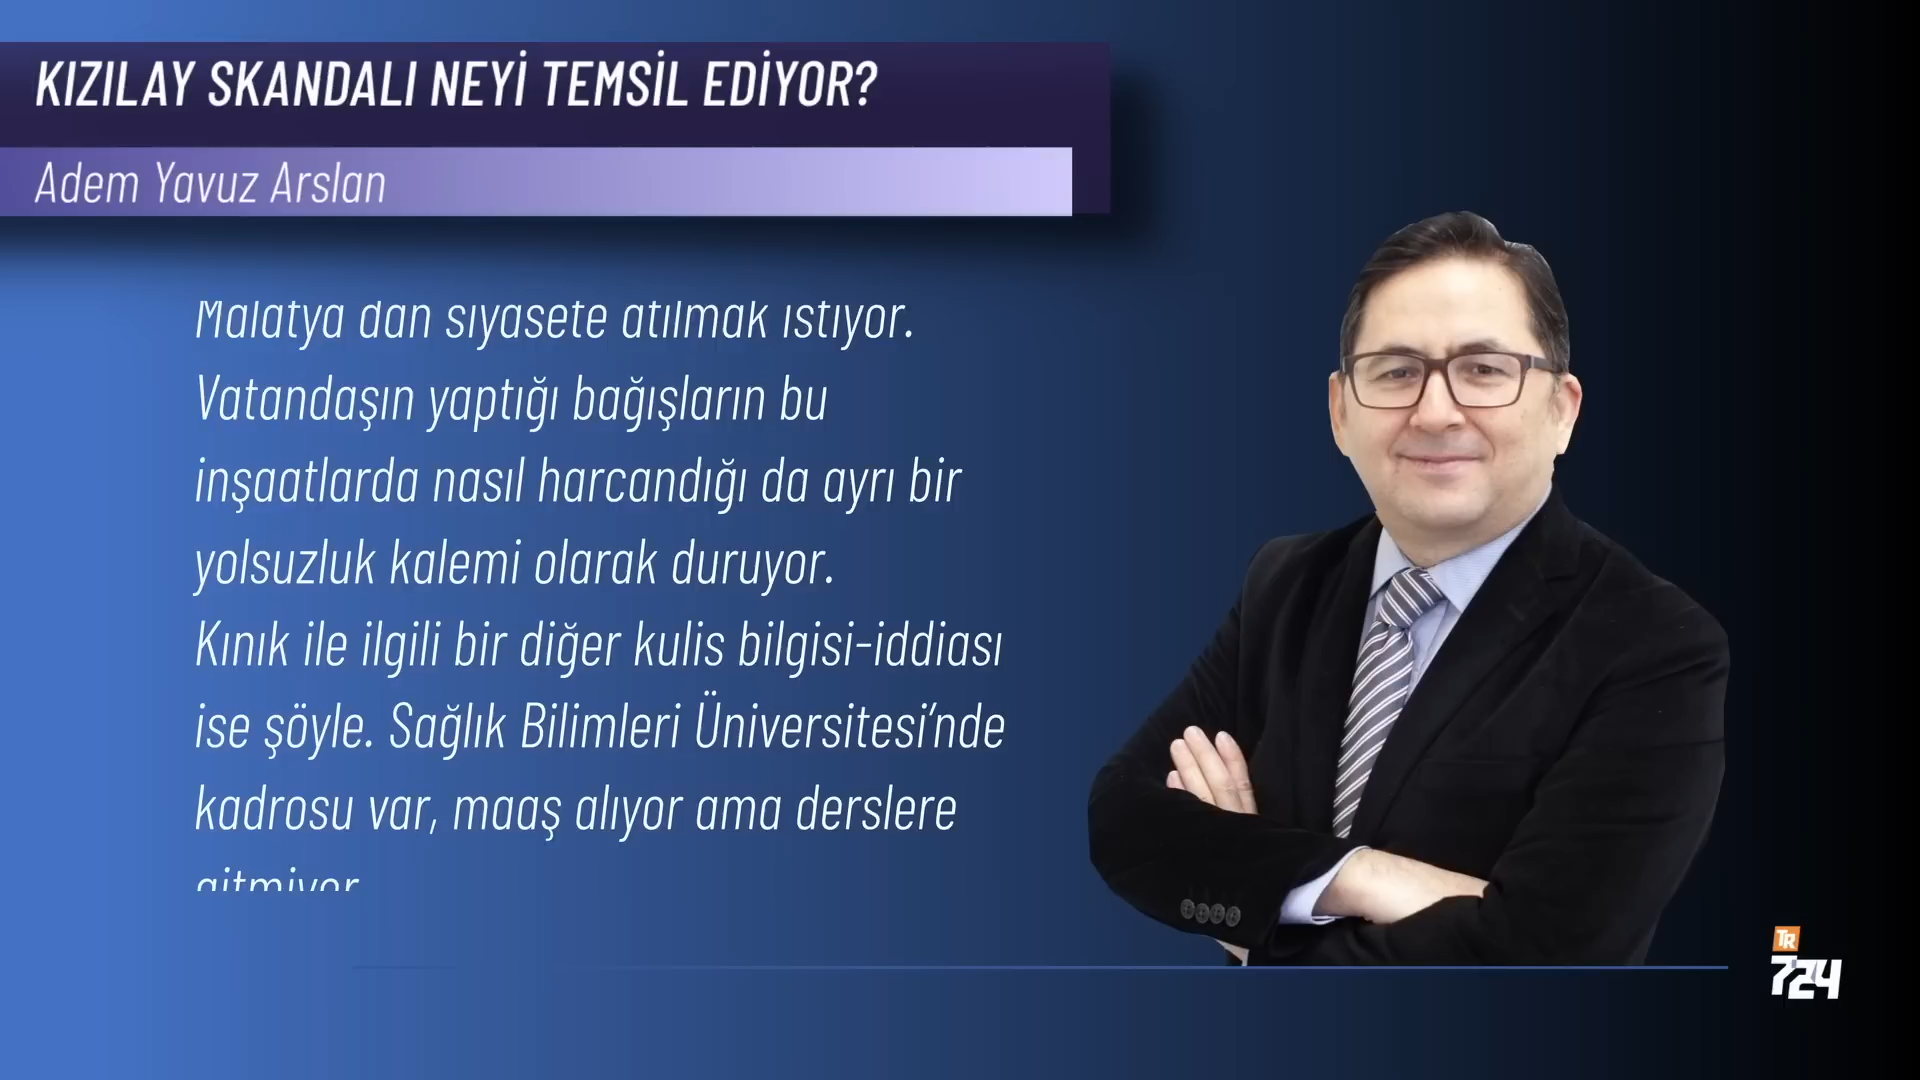 KIZILAY SKANDALI NEYİ TEMSİL EDİYOR?
Adem Yavuz Arslan
Malatya'dan siyasete atılmak istiyor.
Vatandaşın yaptığı bağışların bu
inşaatlarda nasıl harcandığı da ayrı bir
yolsuzluk kalemi olarak duruyor.
Kınık ile ilgili bir diğer kulis bilgisi-iddiası
ise şöyle. Sağlık Bilimleri Üniversitesi’nde
kadrosu var, maaş alıyor ama derslere
gitmiyor
TR
724